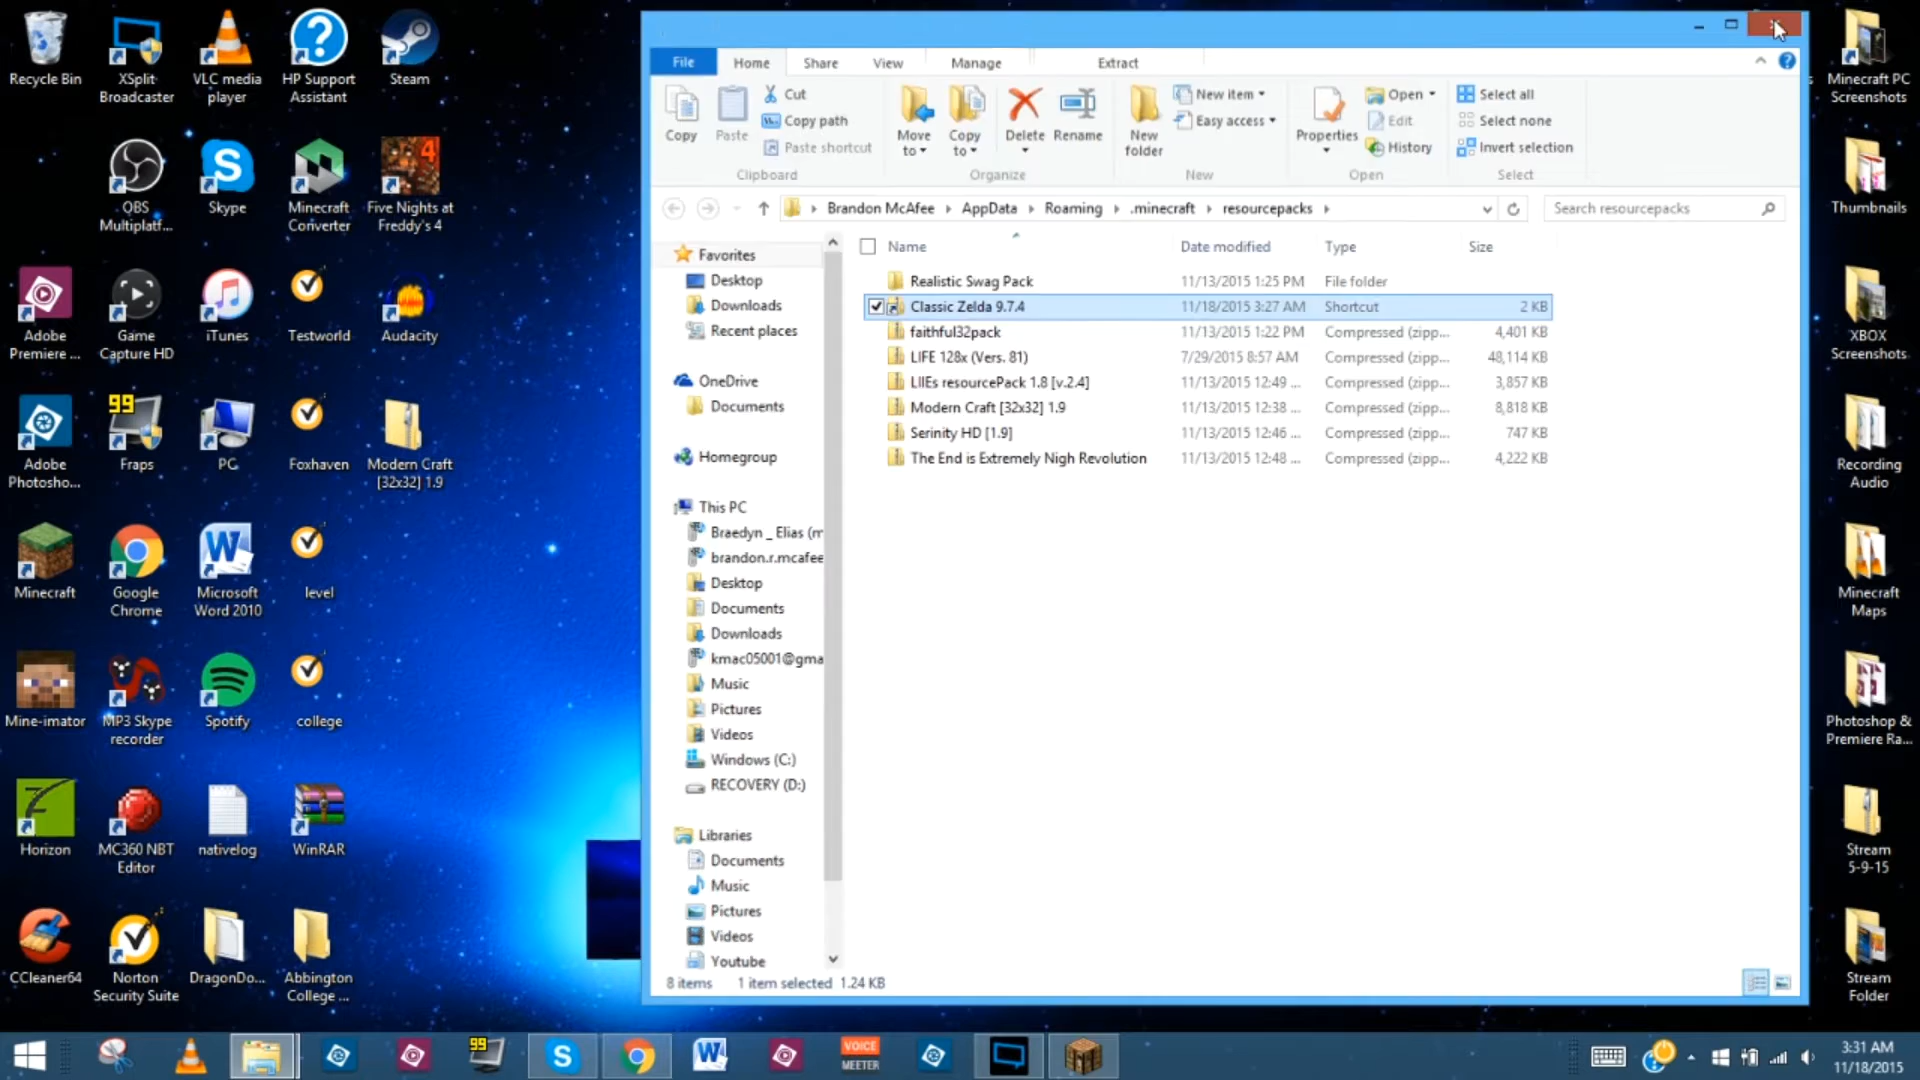 Recycle Bin
XSplit
Broadcaster
VLC media
player
HP Support
Assistant
Steam
OBS
Multiplatf...
Skype
Minecraft
Converter
4
Five Nights at
Freddy's 4
Adobe
Premiere ...
Game
Capture HD
iTunes
Testworld
Audacity
Adobe
Photosho...
99
Fraps
PC
Foxhaven
Modern Craft
[32x32] 1.9
Minecraft
Google
Chrome
Microsoft
Word 2010
level
Mine-imator
MP3 Skype
recorder
Spotify
college
Horizon
MC360 NBT
Editor
nativelog
WinRAR
CCleaner64
Norton
Security Suite
DragonDo...
Abbington
College ...
File
Home
Share
View
Manage
Extract
Copy
Paste
Cut
Copy path
Paste shortcut
Clipboard
Move
to
Copy
to
Delete
Rename
Organize
New
folder
New item
Easy access
New
Properties
Open
Edit
History
Open
Select all
Select none
Invert selection
Select
Brandon McAfee
AppData
Roaming
.minecraft
resourcepacks
Search resourcepacks
Favorites
Desktop
Downloads
Recent places
OneDrive
Documents
Homegroup
This PC
Braedyn _ Elias (m
brandon.r.mcafee
Desktop
Documents
Downloads
kmac05001@gma
Music
Pictures
Videos
Windows (C:)
RECOVERY (D:)
Libraries
Documents
Music
Pictures
Videos
Youtube
Name Date modified Type Size
Realistic Swag Pack 11/13/2015 1:25 PM File folder
Classic Zelda 9.7.4 11/18/2015 3:27 AM Shortcut 2 KB
faithful32pack 11/13/2015 1:22 PM Compressed (zipp... 4,401 KB
LIFE 128x (Vers. 81) 7/29/2015 8:57 AM Compressed (zipp... 48,114 KB
LIIEs resourcePack 1.8 [v.2.4] 11/13/2015 12:49 ... Compressed (zipp... 3,857 KB
Modern Craft [32x32] 1.9 11/13/2015 12:38 ... Compressed (zipp... 8,818 KB
Serinity HD [1.9] 11/13/2015 12:46 ... Compressed (zipp... 747 KB
The End is Extremely Nigh Revolution 11/13/2015 12:48 ... Compressed (zipp... 4,222 KB
8 items 1 item selected 1.24 KB
Minecraft PC
Screenshots
Thumbnails
XBOX
Screenshots
Recording
Audio
Minecraft
Maps
Photoshop &
Premiere Ra...
Stream
5-9-15
Stream
Folder
99
VOICE
MEETER
3:31 AM
11/18/2015